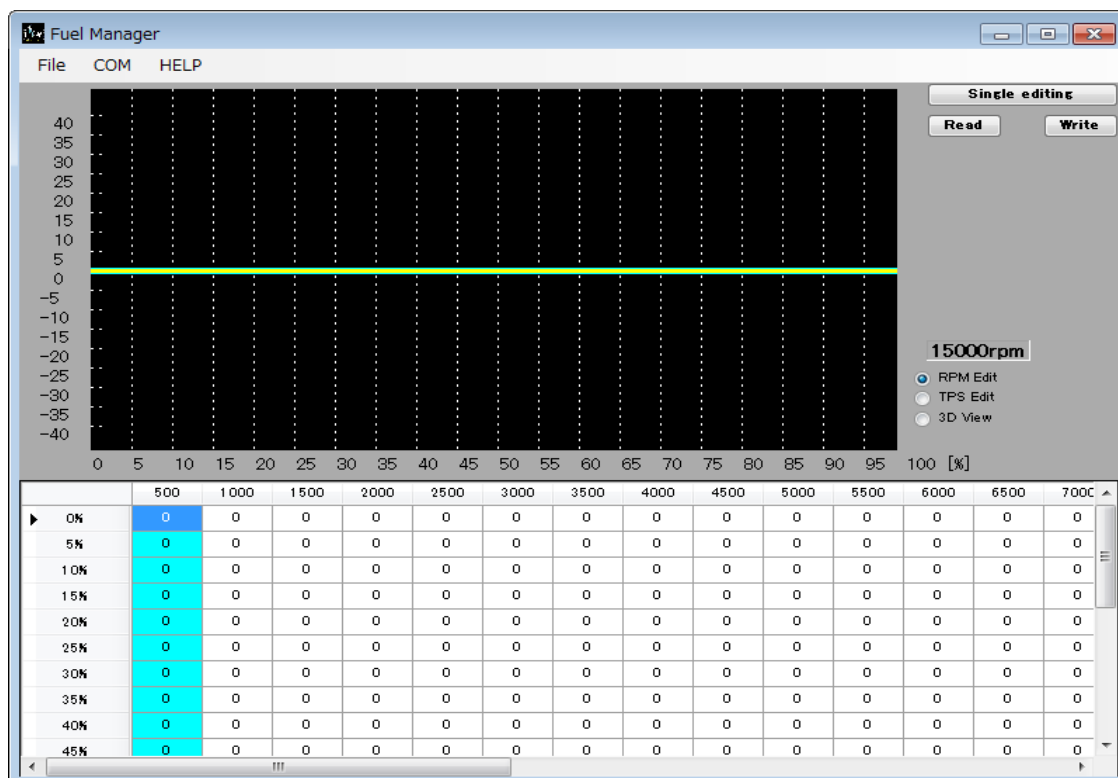 Fuel Manager
File COM HELP
Single editing
Read Write
40
35
30
25
20
15
10
5
0
-5
-10
-15
-20
-25
-30
-35
-40
15000rpm
RPM Edit
TPS Edit
3D View
0 5 10 15 20 25 30 35 40 45 50 55 60 65 70 75 80 85 90 95 100 [%]
500 1000 1500 2000 2500 3000 3500 4000 4500 5000 5500 6000 6500 7000
0% 0 0 0 0 0 0 0 0 0 0 0 0 0 0
5% 0 0 0 0 0 0 0 0 0 0 0 0 0 0
10% 0 0 0 0 0 0 0 0 0 0 0 0 0 0
15% 0 0 0 0 0 0 0 0 0 0 0 0 0 0
20% 0 0 0 0 0 0 0 0 0 0 0 0 0 0
25% 0 0 0 0 0 0 0 0 0 0 0 0 0 0
30% 0 0 0 0 0 0 0 0 0 0 0 0 0 0
35% 0 0 0 0 0 0 0 0 0 0 0 0 0 0
40% 0 0 0 0 0 0 0 0 0 0 0 0 0 0
45% 0 0 0 0 0 0 0 0 0 0 0 0 0 0